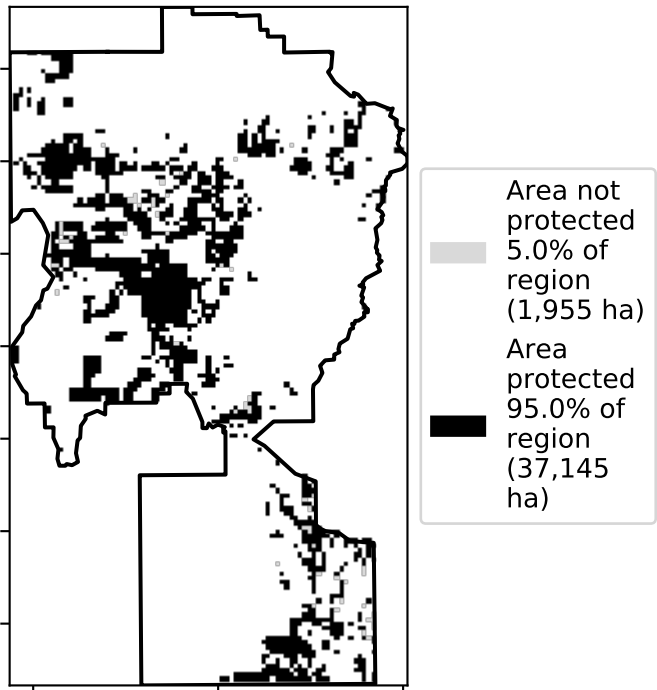 Area not
protected
5.0% of
region
(1,955 ha)
Area
protected
95.0% of
region
(37,145
ha)